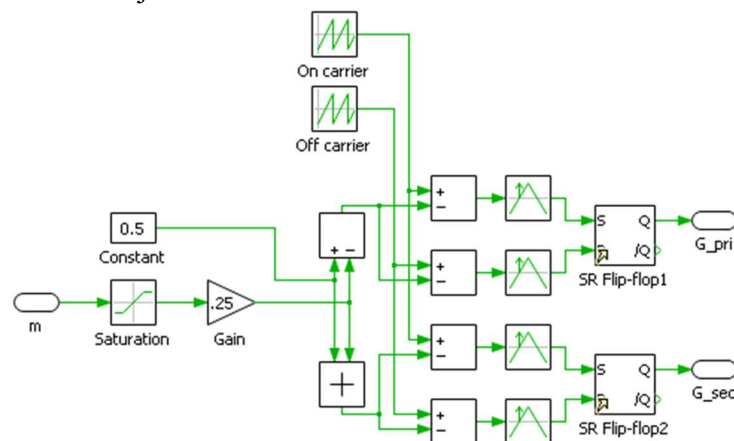 On carrier
Off carrier
0.5
Constant
m
Saturation
.25
Gain
+ −
+
+
−
+
−
+
−
+
−
S Q
/Q
SR Flip-flop1
G_pri
S Q
/Q
SR Flip-flop2
G_sec